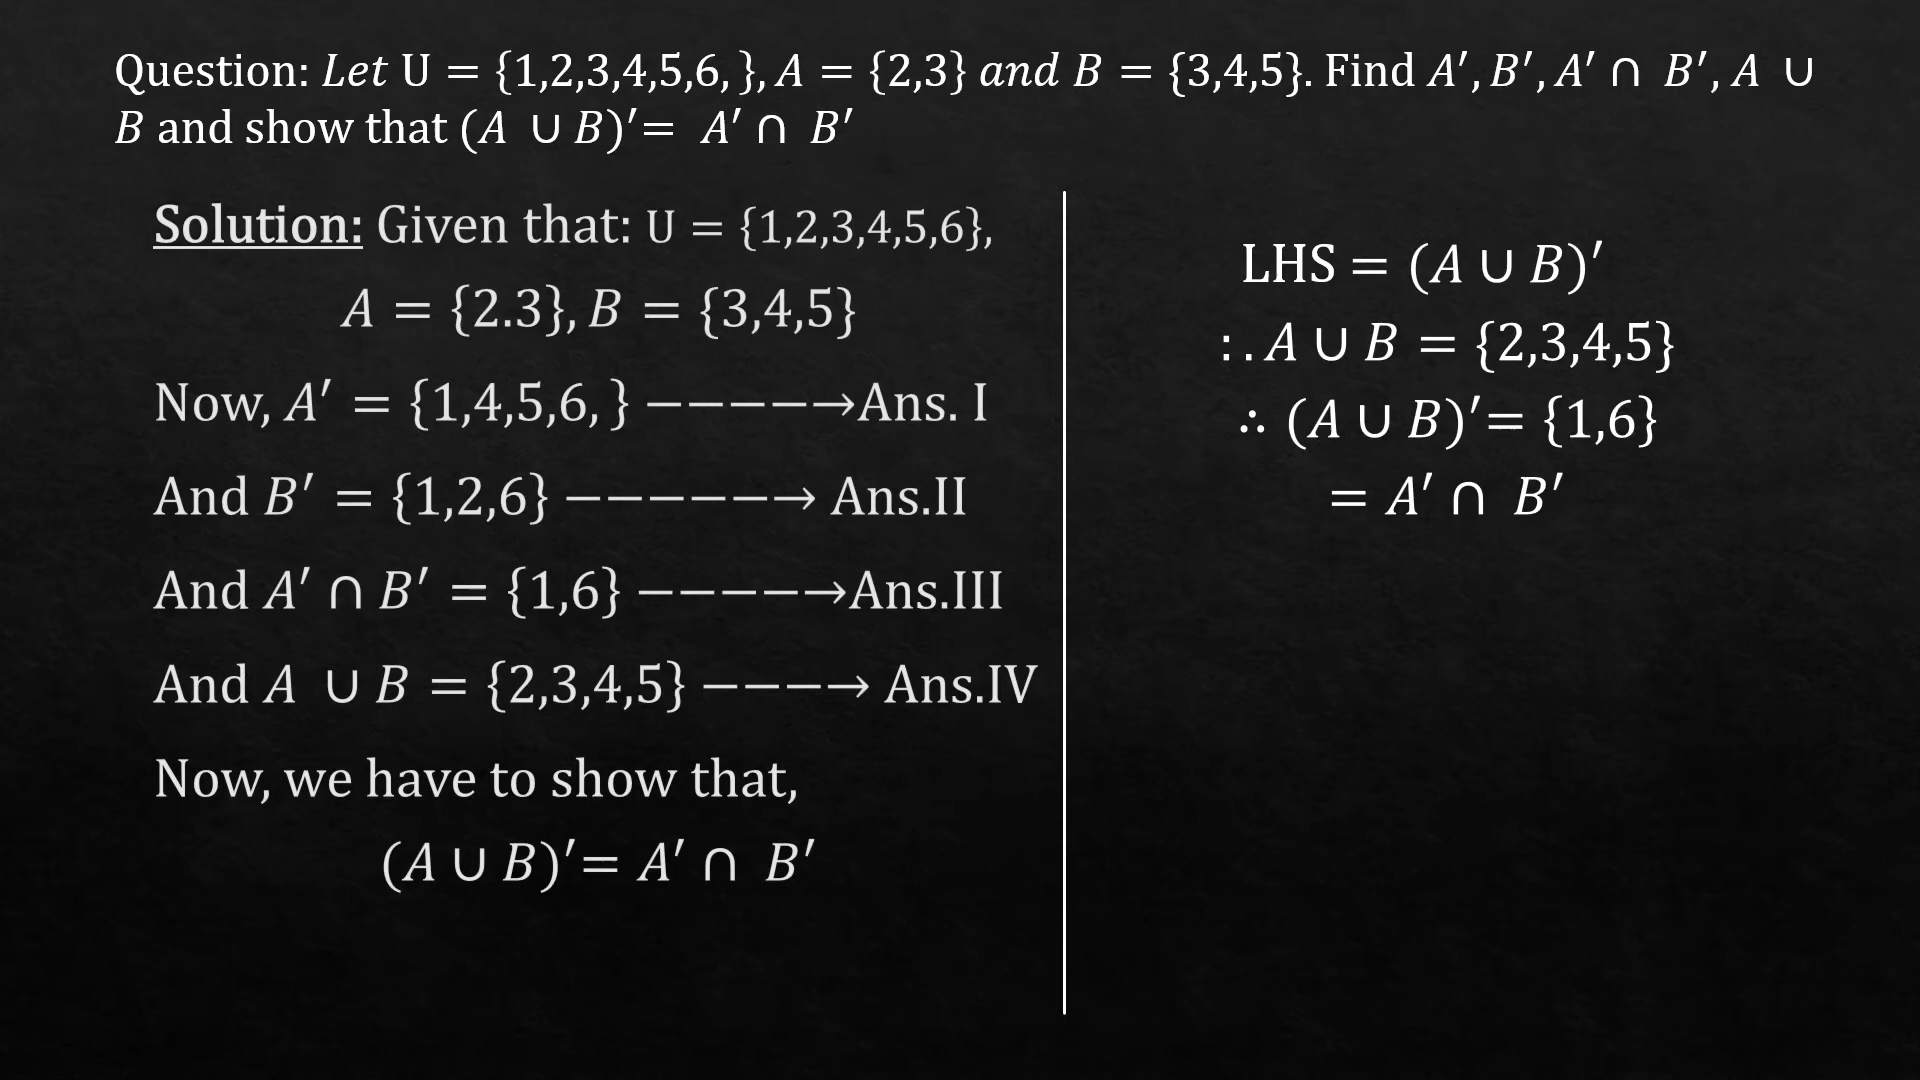 Question: Let U = {1,2,3,4,5,6, }, A = {2,3} and B = {3,4,5}. Find A′, B′, A′ ∩ B′, A ∪
B and show that (A ∪ B)′= A′ ∩ B′
Solution: Given that: U = {1,2,3,4,5,6},
A = {2.3}, B = {3,4,5}
Now, A′ = {1,4,5,6, } −−−−−→Ans. I
And B′ = {1,2,6} −−−−−−→ Ans.II
And A′ ∩ B′ = {1,6} −−−−−→Ans.III
And A ∪ B = {2,3,4,5} −−−−→ Ans.IV
Now, we have to show that,
(A ∪ B)′= A′ ∩ B′
LHS = (A ∪ B)′
:. A ∪ B = {2,3,4,5}
∴ (A ∪ B)′= {1,6}
= A′ ∩ B′